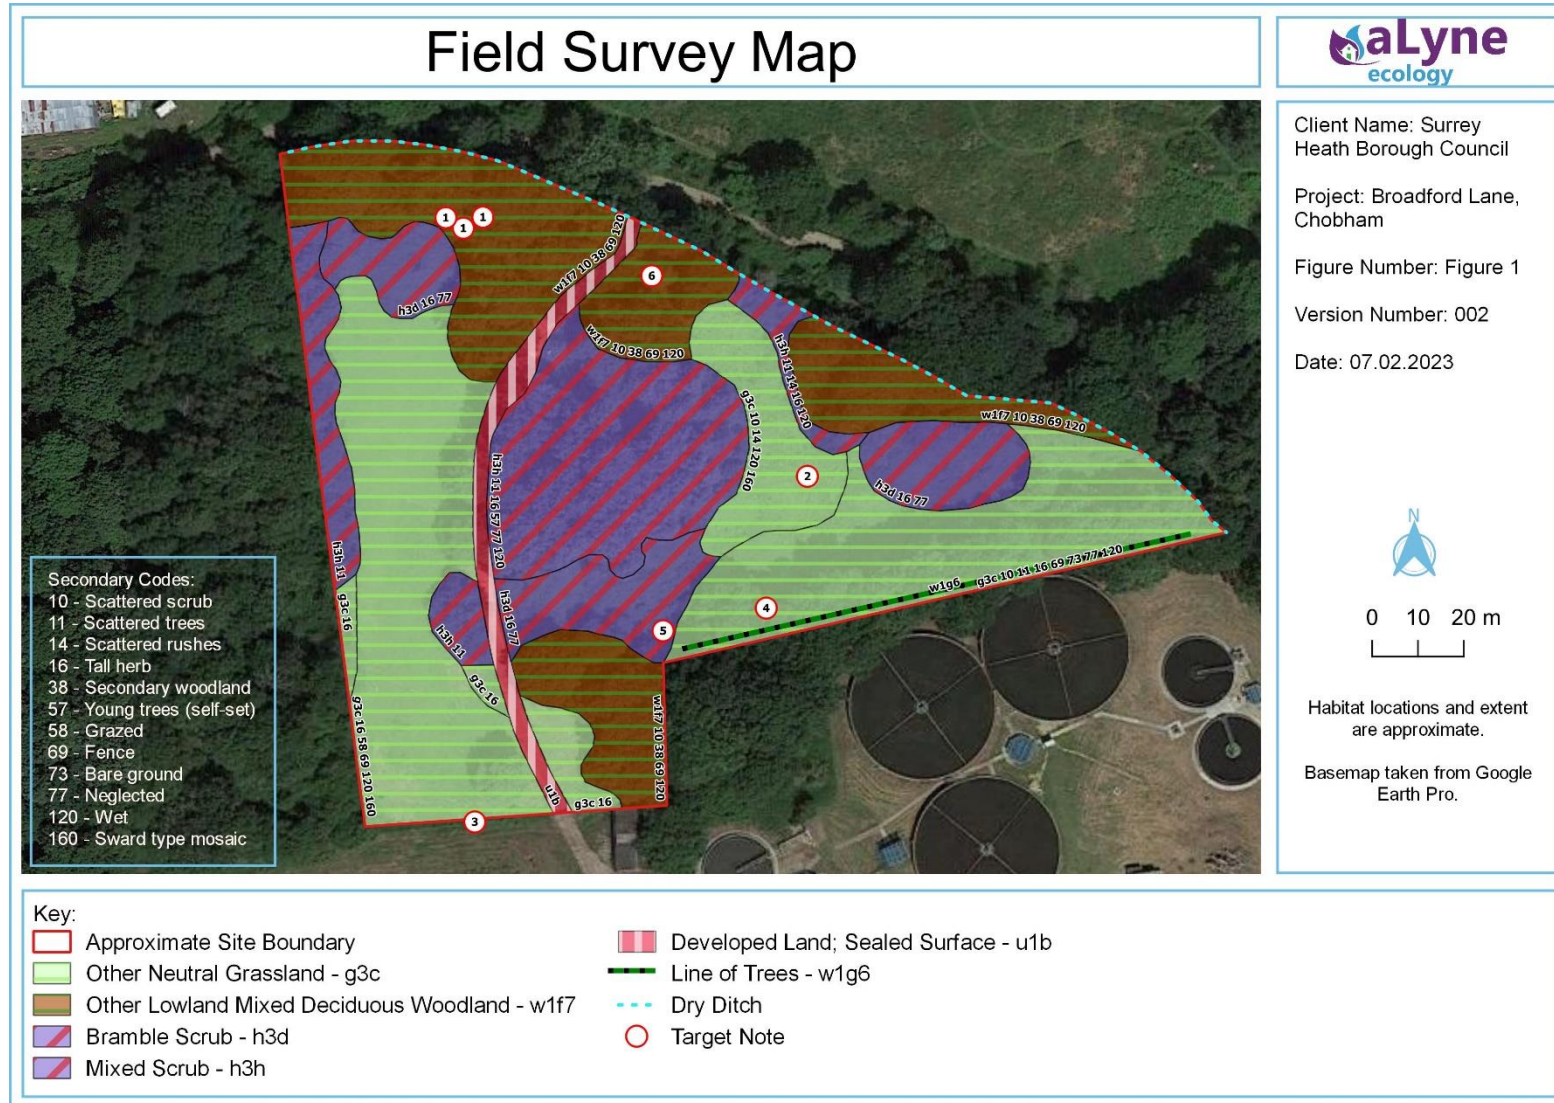 Field Survey Map
aLyne
ecology
Client Name: Surrey
Heath Borough Council
Project: Broadford Lane,
Chobham
Figure Number: Figure 1
Version Number: 002
Date: 07.02.2023
N
0 10 20 m
Habitat locations and extent
are approximate.
Basemap taken from Google
Earth Pro.
1
1
1
w1f7 10 38 69 120
6
h3d 16 77
w1f7 10 38 69 120
h3h 11 14 16 120
g3c 10 14 120 160
w1f7 10 38 69 120
2
h3d 16 77
h3h 11 16 57 77 120
h3h 11
g3c 16
w1g6
g3c 10 11 16 69 73 77 120
4
5
h3d 16 77
h3h 11
g3c 16
g3c 16 58 69 120 160
w1f7 10 38 69 120
u1b
g3c 16
3
Secondary Codes:
10 - Scattered scrub
11 - Scattered trees
14 - Scattered rushes
16 - Tall herb
38 - Secondary woodland
57 - Young trees (self-set)
58 - Grazed
69 - Fence
73 - Bare ground
77 - Neglected
120 - Wet
160 - Sward type mosaic
Key:
Approximate Site Boundary
Other Neutral Grassland - g3c
Other Lowland Mixed Deciduous Woodland - w1f7
Bramble Scrub - h3d
Mixed Scrub - h3h
Developed Land; Sealed Surface - u1b
Line of Trees - w1g6
Dry Ditch
Target Note